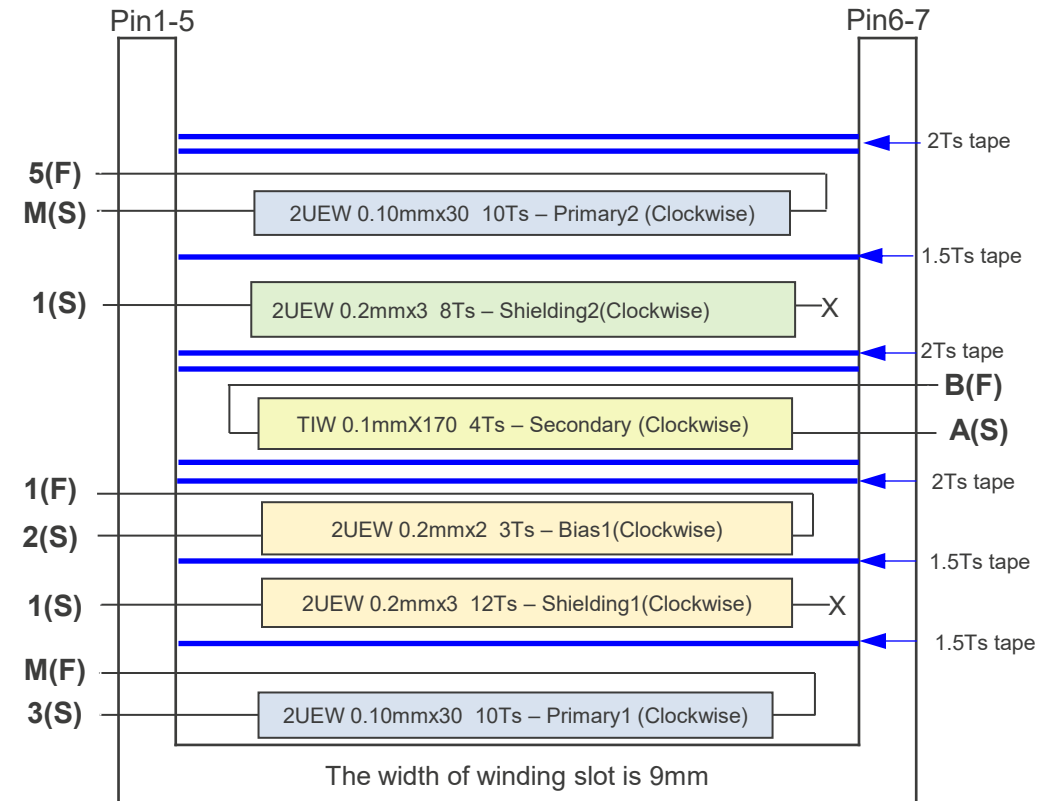 Pin1-5 Pin6-7
2Ts tape
5(F)
M(S) 2UEW 0.10mmx30 10Ts – Primary2 (Clockwise)
1.5Ts tape
1(S) 2UEW 0.2mmx3 8Ts – Shielding2(Clockwise) X
2Ts tape
B(F)
TIW 0.1mmX170 4Ts – Secondary (Clockwise) A(S)
1(F) 2Ts tape
2(S) 2UEW 0.2mmx2 3Ts – Bias1(Clockwise)
1.5Ts tape
1(S) 2UEW 0.2mmx3 12Ts – Shielding1(Clockwise) X
1.5Ts tape
M(F)
3(S) 2UEW 0.10mmx30 10Ts – Primary1 (Clockwise)
The width of winding slot is 9mm